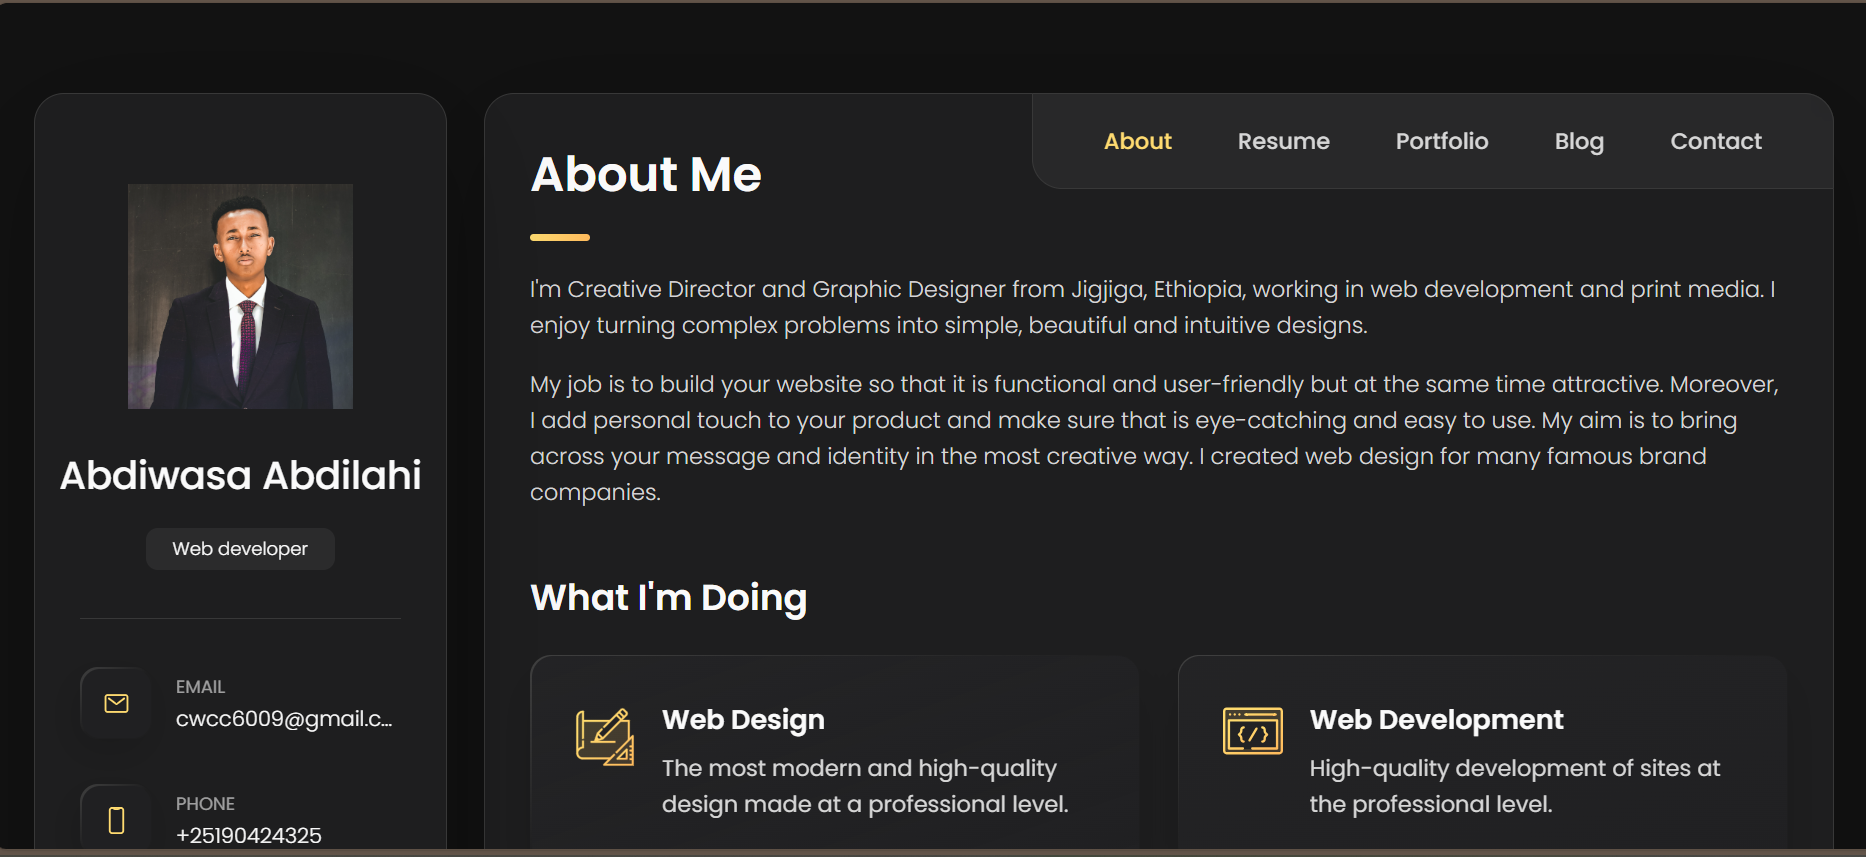 Abdiwasa Abdilahi
Web developer
EMAIL
cwcc6009@gmail.c...
PHONE
+25190424325
About
Resume
Portfolio
Blog
Contact
About Me
I'm Creative Director and Graphic Designer from Jigjiga, Ethiopia, working in web development and print media. I
enjoy turning complex problems into simple, beautiful and intuitive designs.
My job is to build your website so that it is functional and user-friendly but at the same time attractive. Moreover,
I add personal touch to your product and make sure that is eye-catching and easy to use. My aim is to bring
across your message and identity in the most creative way. I created web design for many famous brand
companies.
What I'm Doing
Web Design
The most modern and high-quality
design made at a professional level.
Web Development
High-quality development of sites at
the professional level.